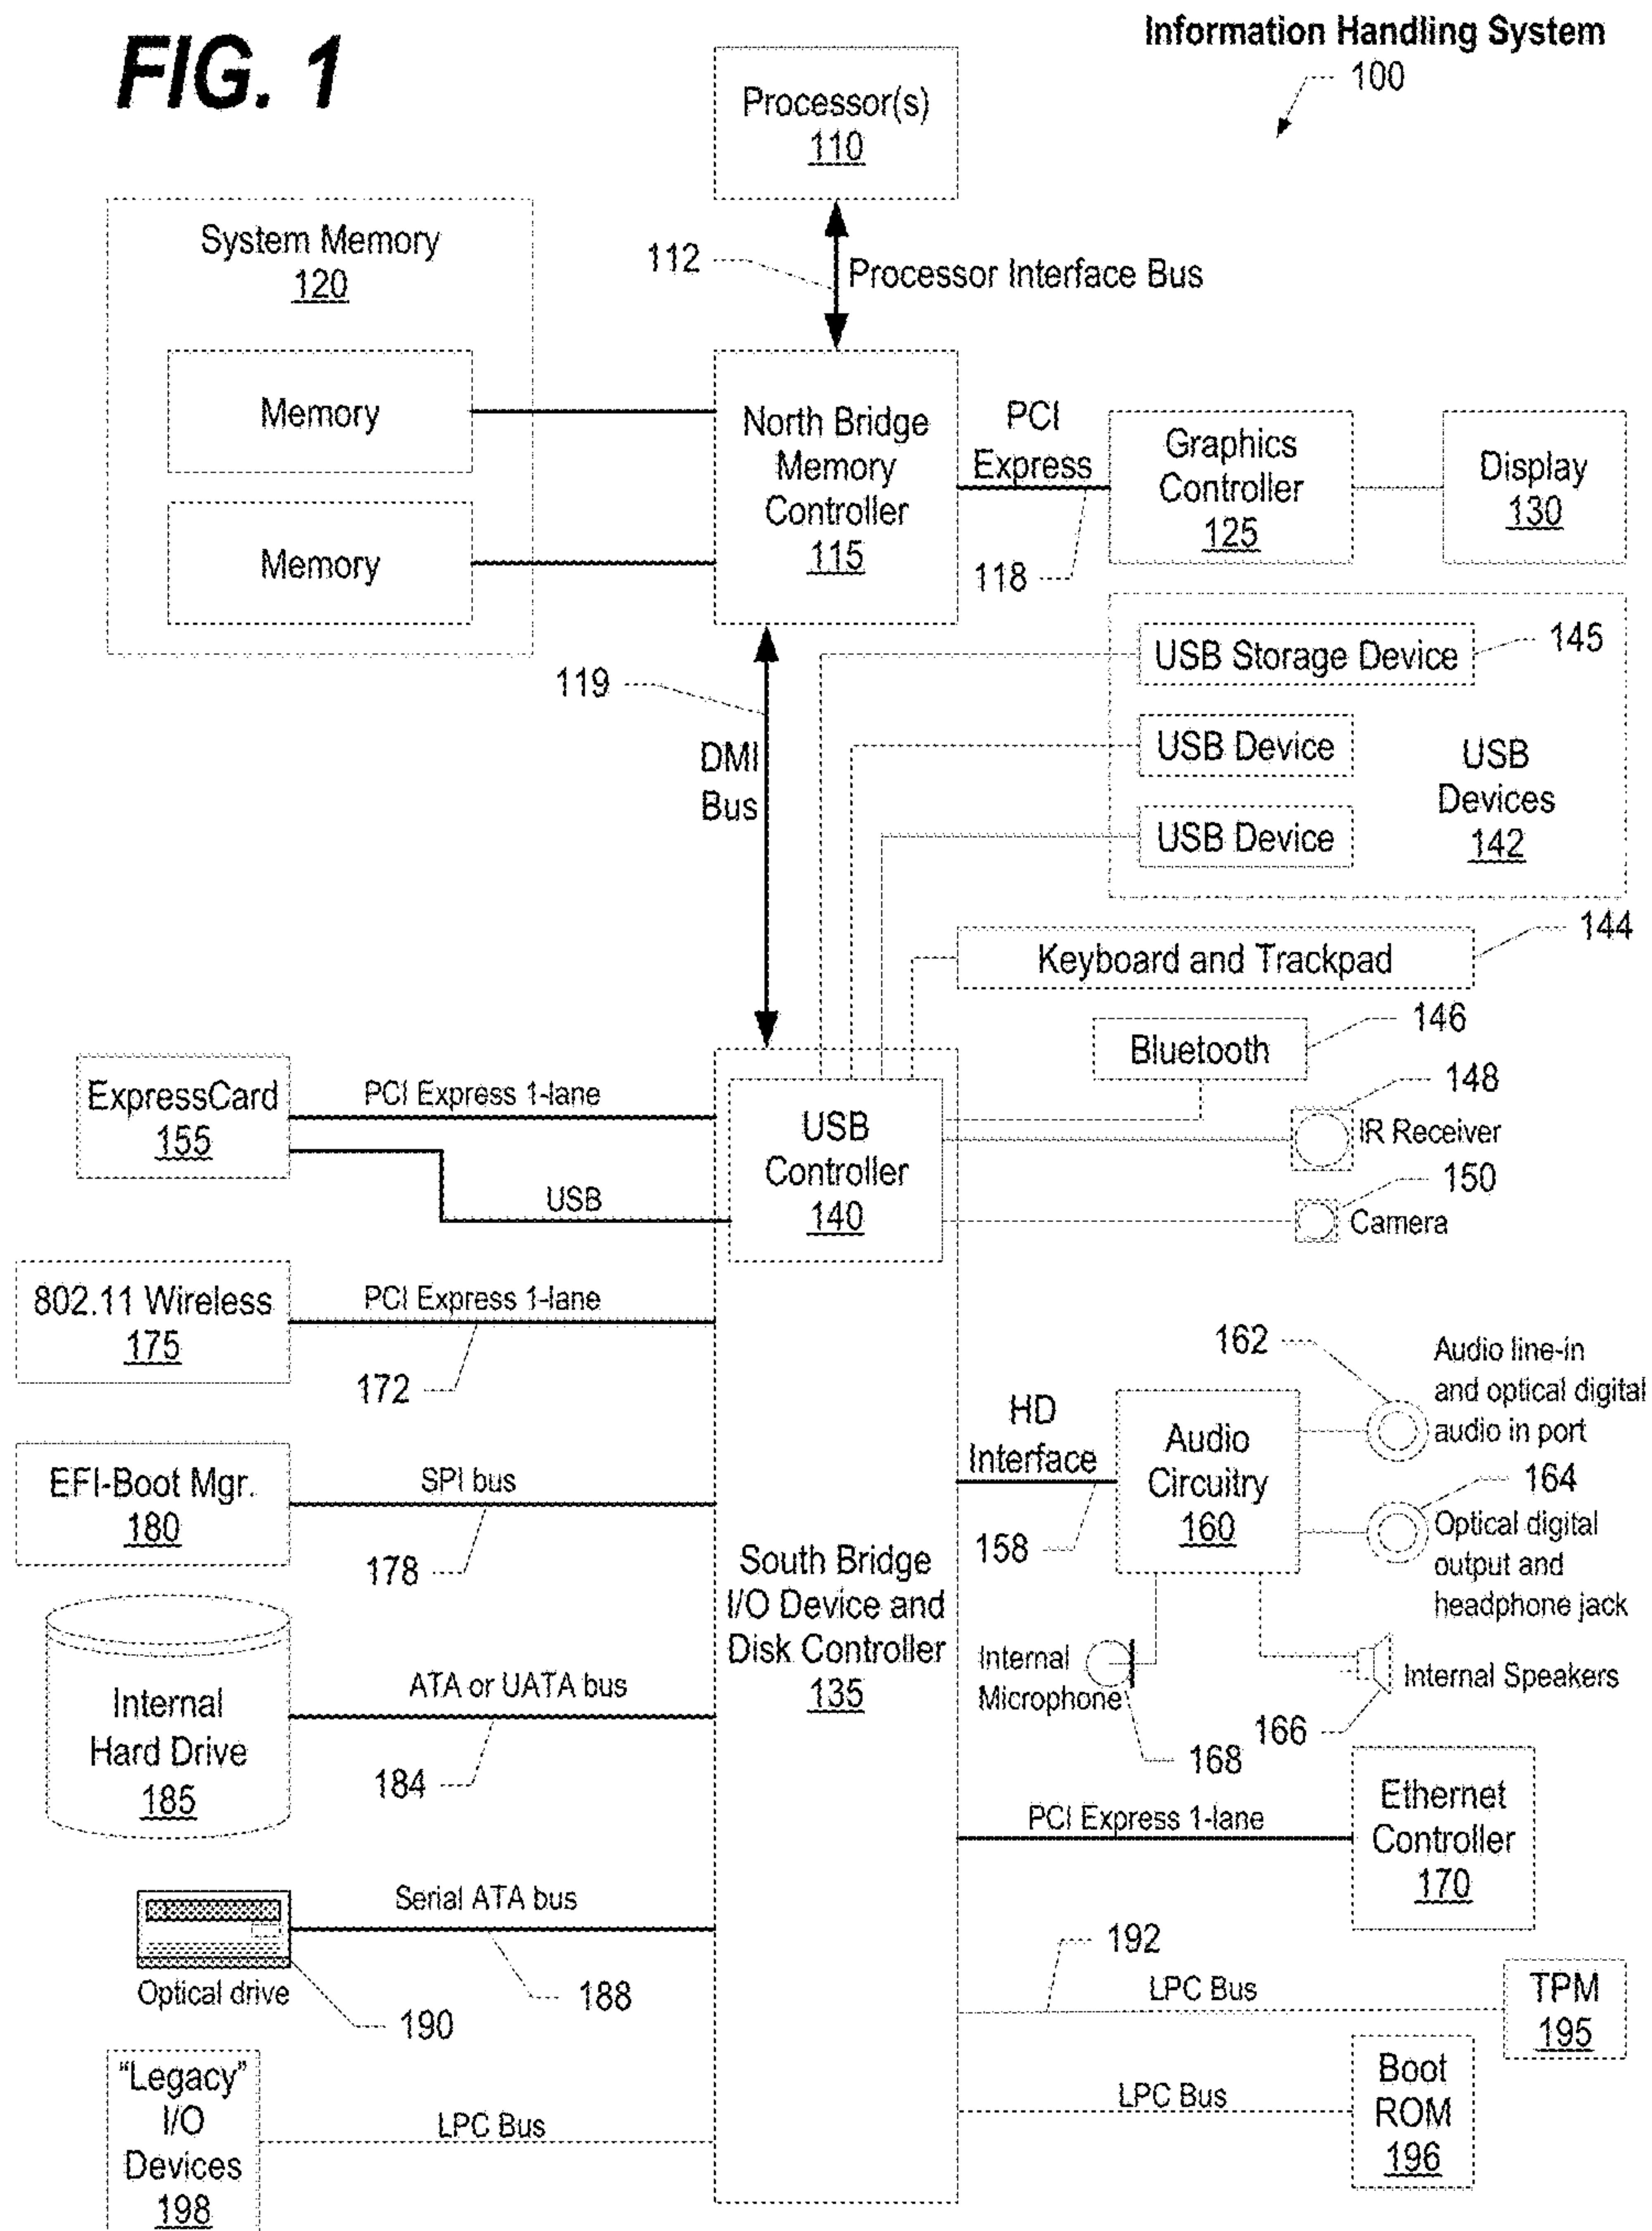 FIG. 1
Information Handling System
100
Processor(s)
110
System Memory
120
112
Processor Interface Bus
Memory
Memory
North Bridge
Memory
Controller
115
PCI
Express
118
Graphics
Controller
125
Display
130
119
DMI
Bus
USB Storage Device
145
USB Device
USB Device
USB
Devices
142
144
Keyboard and Trackpad
146
Bluetooth
148
IR Receiver
150
Camera
ExpressCard
155
PCI Express 1-lane
USB
USB
Controller
140
802.11 Wireless
175
PCI Express 1-lane
172
EFI-Boot Mgr.
180
SPI bus
178
Internal
Hard Drive
185
ATA or UATA bus
184
Optical drive
190
Serial ATA bus
188
"Legacy"
I/O
Devices
198
LPC Bus
South Bridge
I/O Device and
Disk Controller
135
HD
Interface
158
Audio
Circuitry
160
162
Audio line-in
and optical digital
audio in port
164
Optical digital
output and
headphone jack
Internal
Microphone
168
Internal Speakers
166
PCI Express 1-lane
Ethernet
Controller
170
192
LPC Bus
TPM
195
LPC Bus
Boot
ROM
196